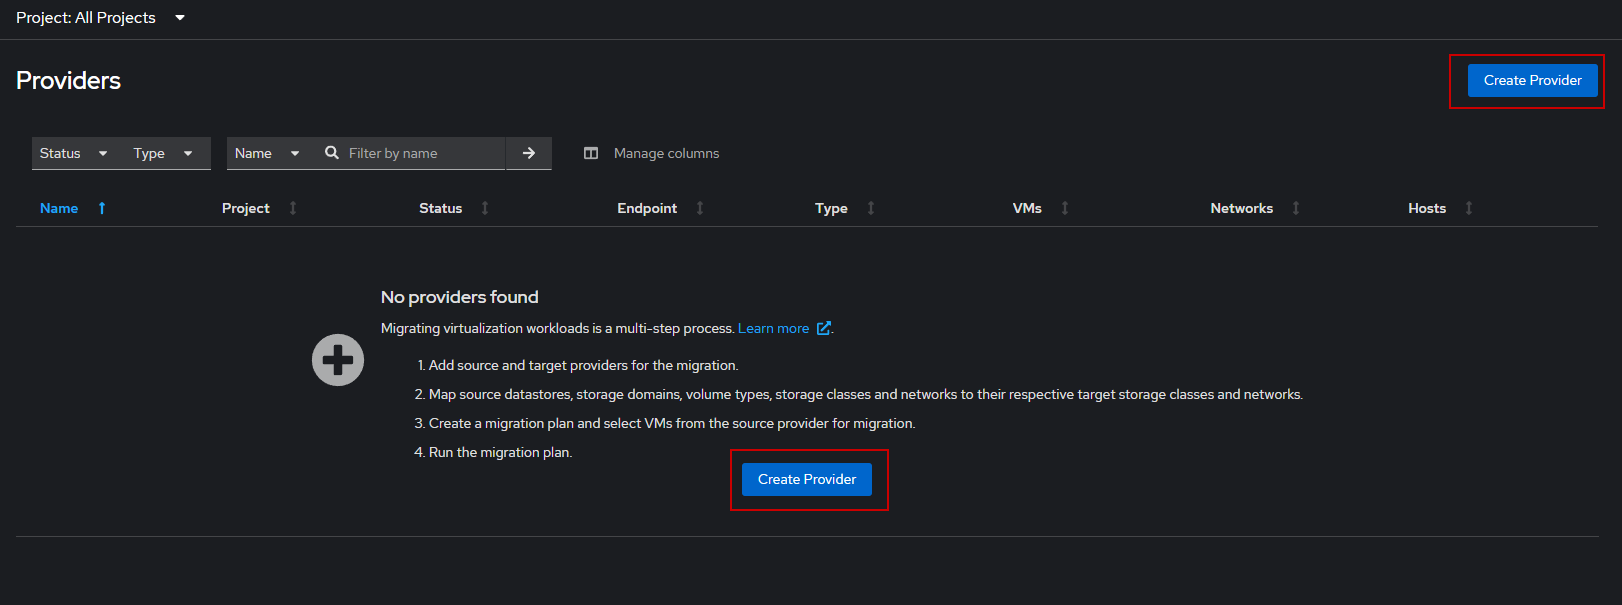 Project: All Projects
Providers
Create Provider
Status Type Name Filter by name Manage columns
Name Project Status Endpoint Type VMs Networks Hosts
No providers found
Migrating virtualization workloads is a multi-step process. Learn more .
1. Add source and target providers for the migration.
2. Map source datastores, storage domains, volume types, storage classes and networks to their respective target storage classes and networks.
3. Create a migration plan and select VMs from the source provider for migration.
4. Run the migration plan.
Create Provider